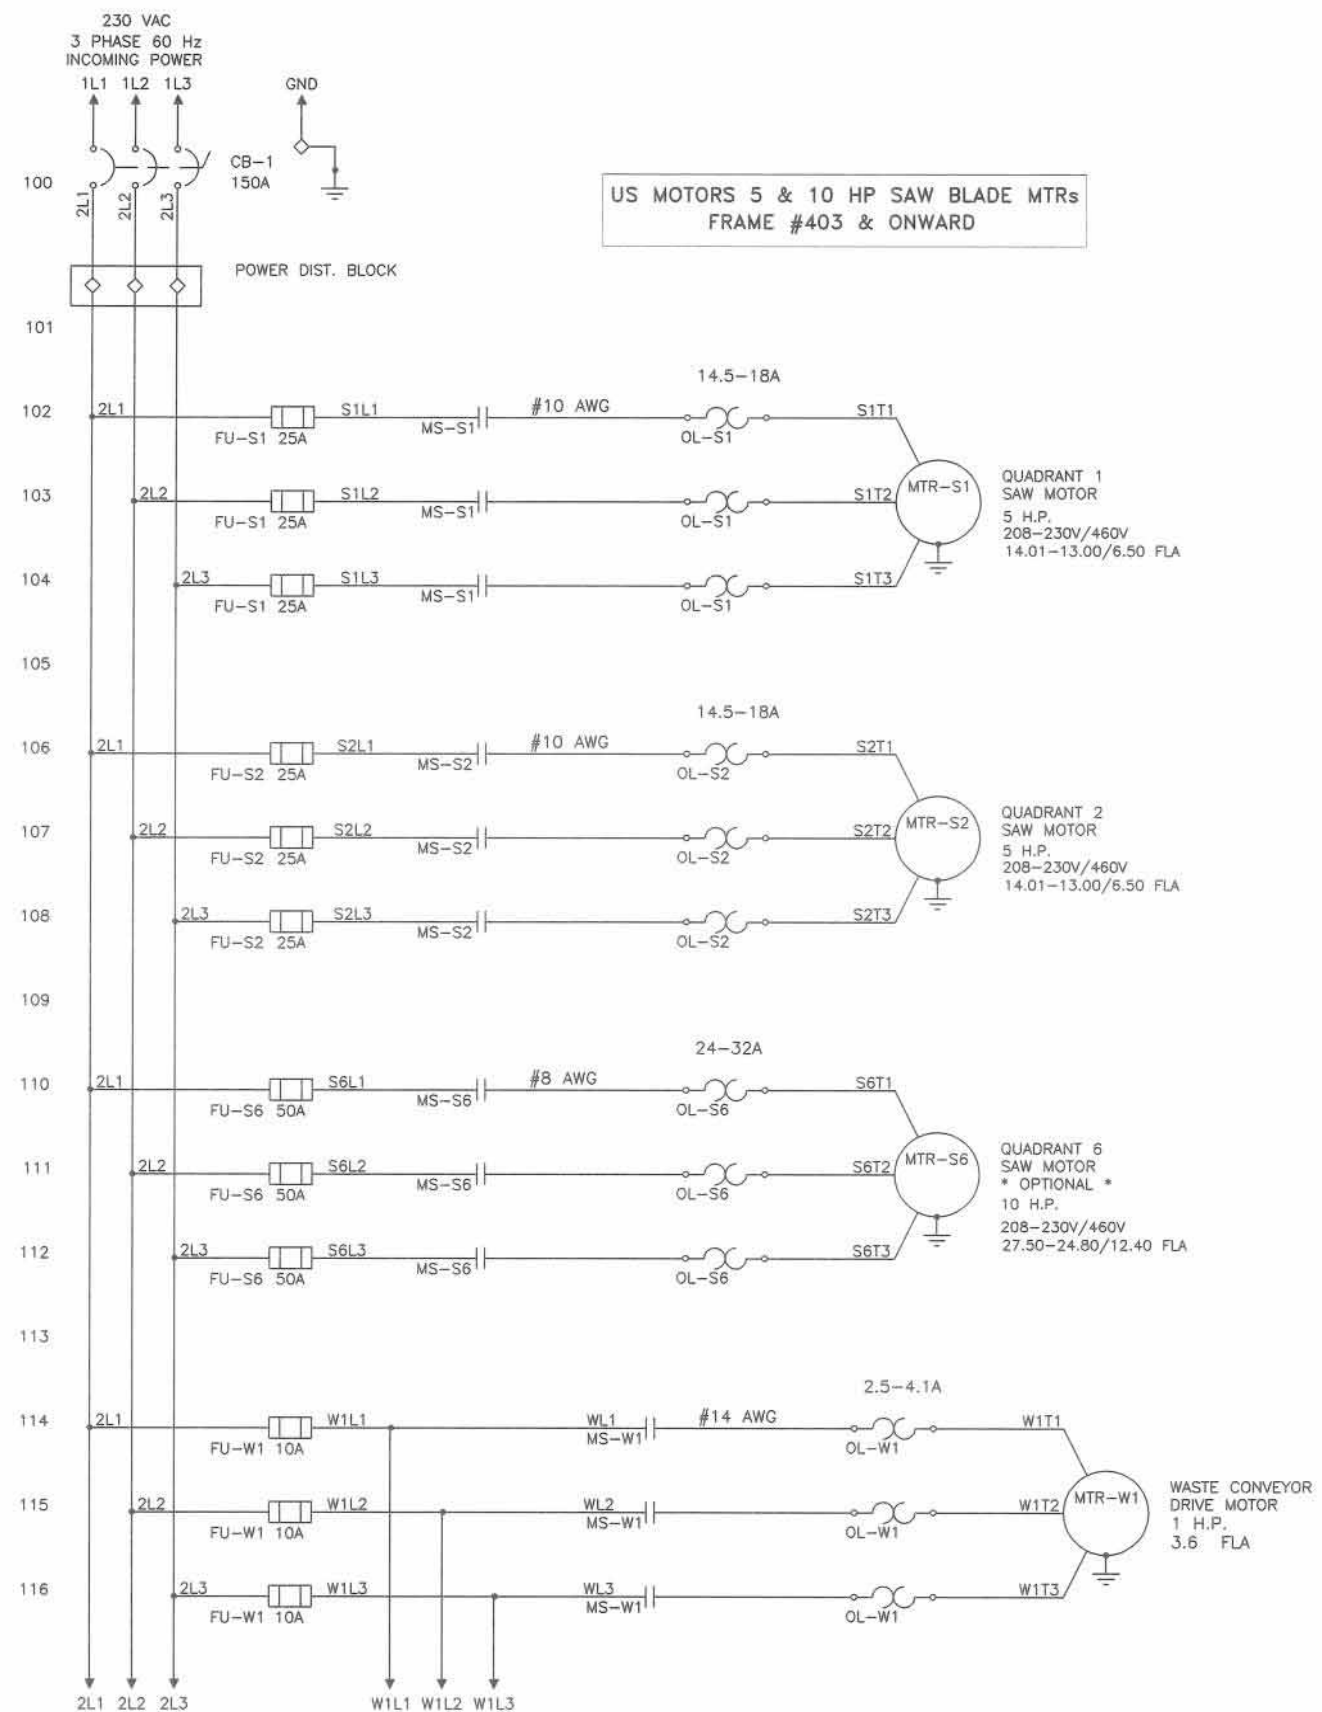 230 VAC
3 PHASE 60 Hz
INCOMING POWER
1L1 1L2 1L3 GND
CB-1
100 150A
2L1 2L2 2L3
US MOTORS 5 & 10 HP SAW BLADE MTRs
FRAME #403 & ONWARD
POWER DIST. BLOCK
101
14.5-18A
102 2L1 S1L1 #10 AWG S1T1
FU-S1 25A MS-S1 OL-S1
103 2L2 S1L2 S1T2 MTR-S1
FU-S1 25A MS-S1 OL-S1
QUADRANT 1
SAW MOTOR
5 H.P.
208-230V/460V
14.01-13.00/6.50 FLA
104 2L3 S1L3 S1T3
FU-S1 25A MS-S1 OL-S1
105
14.5-18A
106 2L1 S2L1 #10 AWG S2T1
FU-S2 25A MS-S2 OL-S2
107 2L2 S2L2 S2T2 MTR-S2
FU-S2 25A MS-S2 OL-S2
QUADRANT 2
SAW MOTOR
5 H.P.
208-230V/460V
14.01-13.00/6.50 FLA
108 2L3 S2L3 S2T3
FU-S2 25A MS-S2 OL-S2
109
24-32A
110 2L1 S6L1 #8 AWG S6T1
FU-S6 50A MS-S6 OL-S6
111 2L2 S6L2 S6T2 MTR-S6
FU-S6 50A MS-S6 OL-S6
QUADRANT 6
SAW MOTOR
* OPTIONAL *
10 H.P.
208-230V/460V
27.50-24.80/12.40 FLA
112 2L3 S6L3 S6T3
FU-S6 50A MS-S6 OL-S6
113
2.5-4.1A
114 2L1 W1L1 WL1 #14 AWG W1T1
FU-W1 10A MS-W1 OL-W1
115 2L2 W1L2 WL2 W1T2 MTR-W1
FU-W1 10A MS-W1 OL-W1
WASTE CONVEYOR
DRIVE MOTOR
1 H.P.
3.6 FLA
116 2L3 W1L3 WL3 W1T3
FU-W1 10A MS-W1 OL-W1
2L1 2L2 2L3 W1L1 W1L2 W1L3